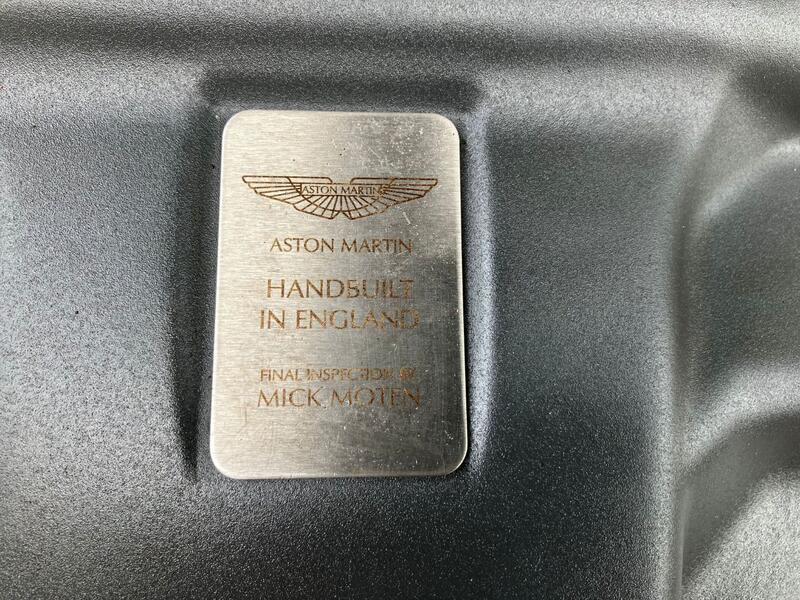 ASTON MARTIN
ASTON MARTIN
HANDBUILT
IN ENGLAND
FINAL INSPECTION BY
MICK MOTEN